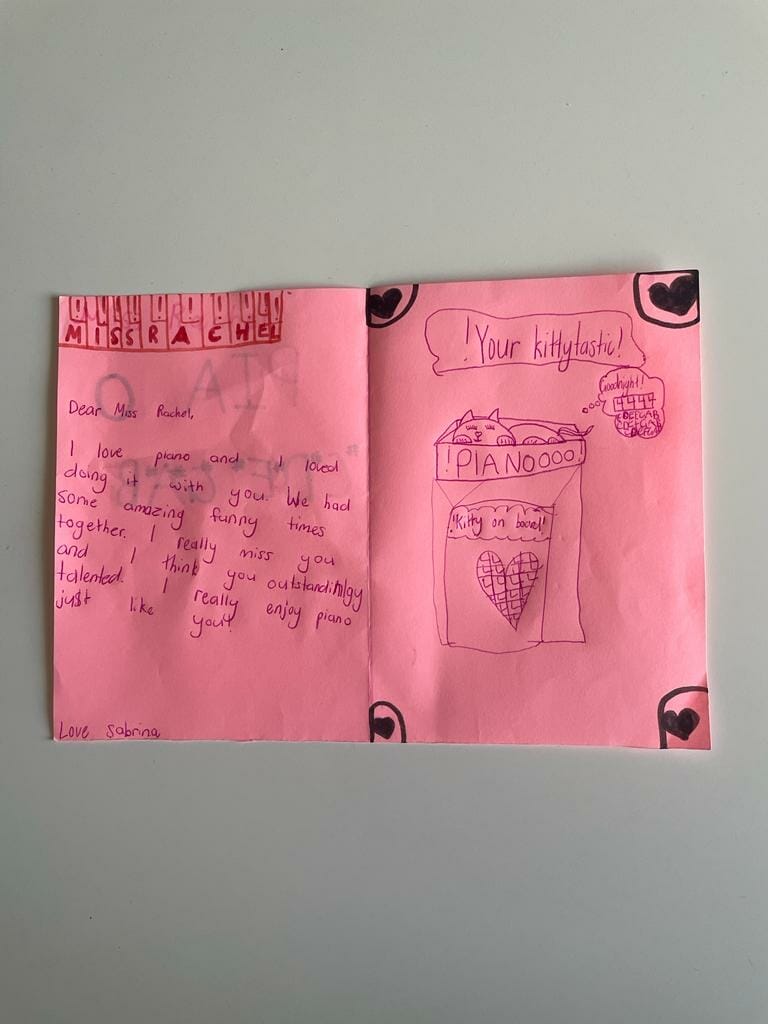 MISS RACHEL
Dear Miss Rachel,
I love piano and I loved
doing it with you. We had
some amazing funny times
together. I really miss you
and I think you outstandinlgy
talented. I really enjoy piano
just like you!
Love Sabrina
!Your kittytastic!
Goodnight!
!PIANOOOO!
!Kitty on board!